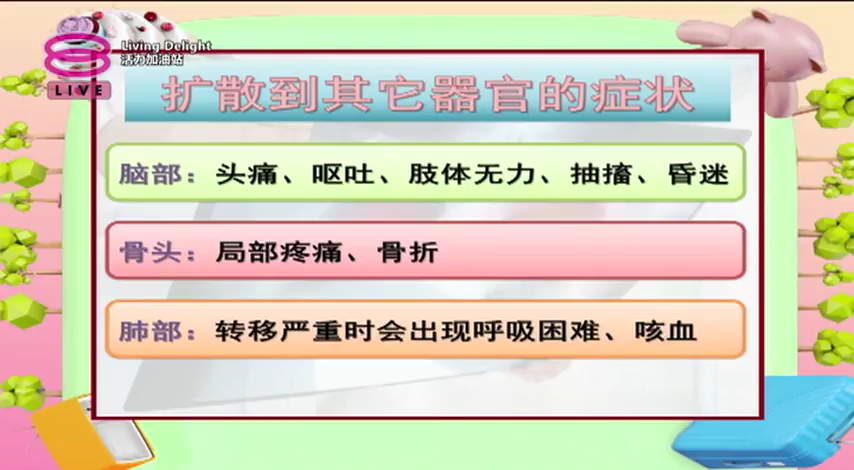 Living Delight
活力加油站
LIVE
扩散到其它器官的症状
脑部：头痛、呕吐、肢体无力、抽搐、昏迷
骨头：局部疼痛、骨折
肺部：转移严重时会出现呼吸困难、咳血